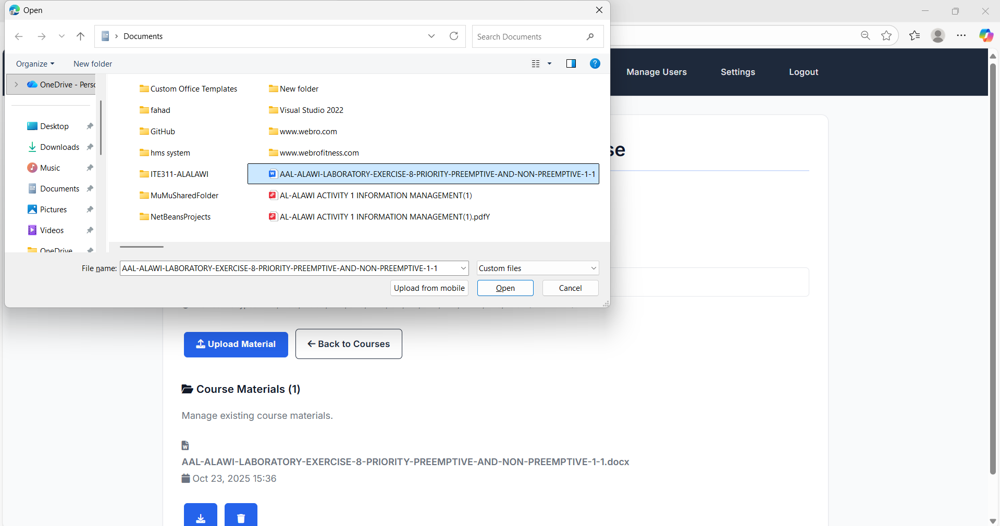 Open
Documents
Search Documents
Organize
New folder
OneDrive - Perso
Desktop
Downloads
Music
Documents
Pictures
Videos
OneDrive
Custom Office Templates
fahad
GitHub
hms system
ITE311-ALALAWI
MuMuSharedFolder
NetBeansProjects
New folder
Visual Studio 2022
www.webro.com
www.webrofitness.com
AAL-ALAWI-LABORATORY-EXERCISE-8-PRIORITY-PREEMPTIVE-AND-NON-PREEMPTIVE-1-1
AL-ALAWI ACTIVITY 1 INFORMATION MANAGEMENT(1)
AL-ALAWI ACTIVITY 1 INFORMATION MANAGEMENT(1).pdfY
File name: AAL-ALAWI-LABORATORY-EXERCISE-8-PRIORITY-PREEMPTIVE-AND-NON-PREEMPTIVE-1-1
Custom files
Upload from mobile
Open
Cancel
Manage Users
Settings
Logout
se
Upload Material
Back to Courses
Course Materials (1)
Manage existing course materials.
AAL-ALAWI-LABORATORY-EXERCISE-8-PRIORITY-PREEMPTIVE-AND-NON-PREEMPTIVE-1-1.docx
Oct 23, 2025 15:36